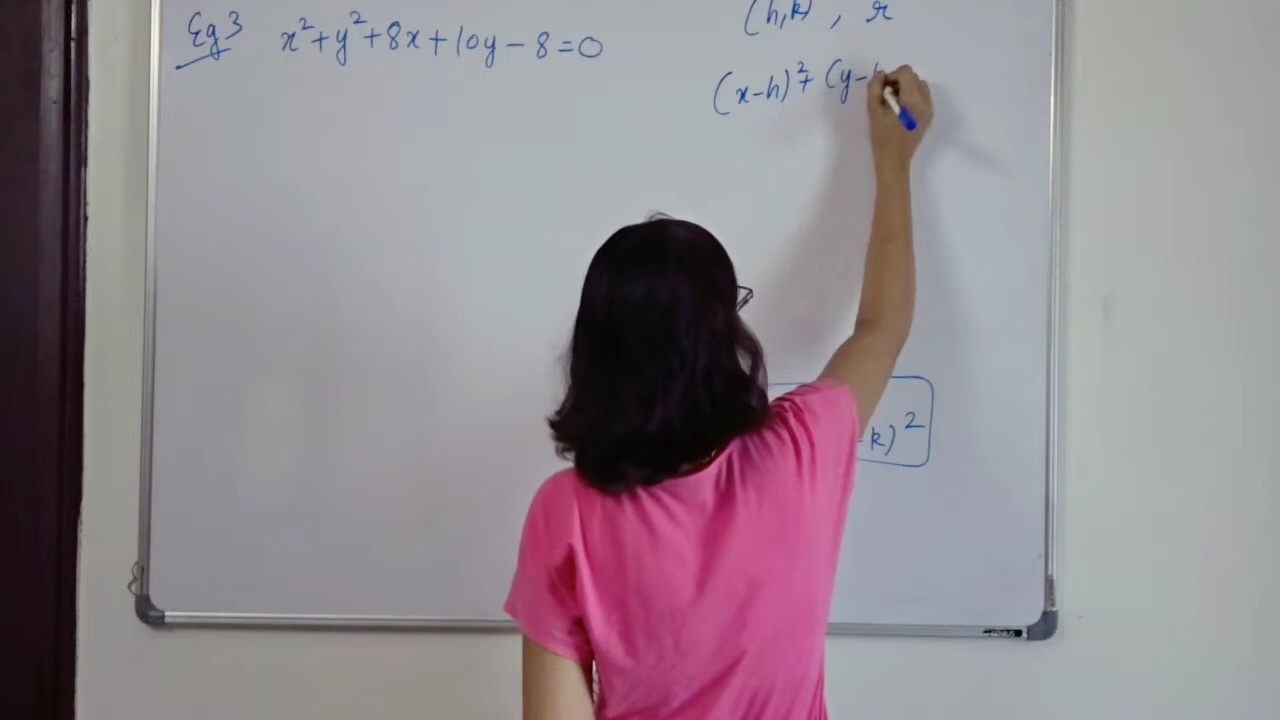 Eg 3 x²+y²+8x+10y-8=0
(h,k), r
(x-h)²+(y-
-k)²